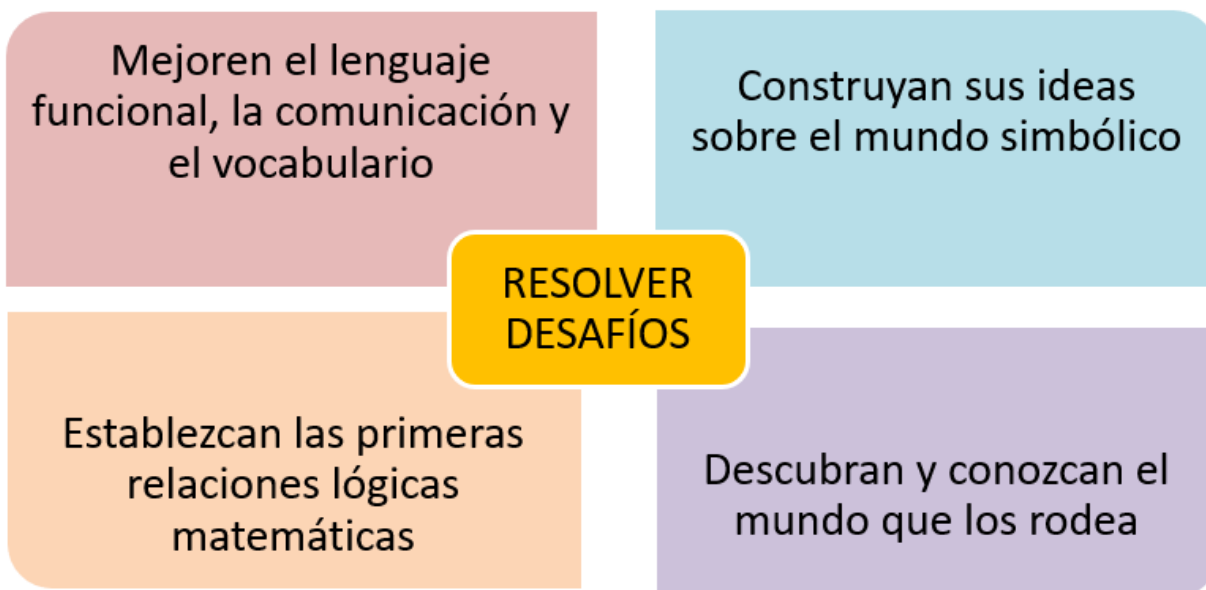 Mejoren el lenguaje
funcional, la comunicación y
el vocabulario
Construyan sus ideas
sobre el mundo simbólico
RESOLVER
DESAFÍOS
Establezcan las primeras
relaciones lógicas
matemáticas
Descubran y conozcan el
mundo que los rodea